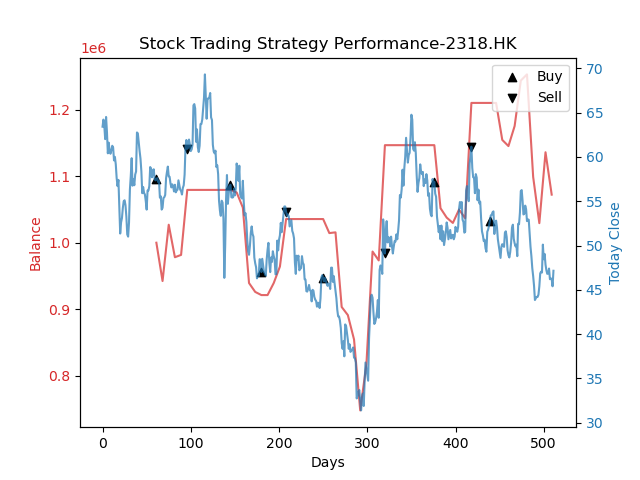 Stock Trading Strategy Performance-2318.HK
1e6
Buy
Sell
1.2
1.1
1.0
0.9
0.8
Balance
70
65
60
55
50
45
40
35
30
Today Close
0 100 200 300 400 500
Days